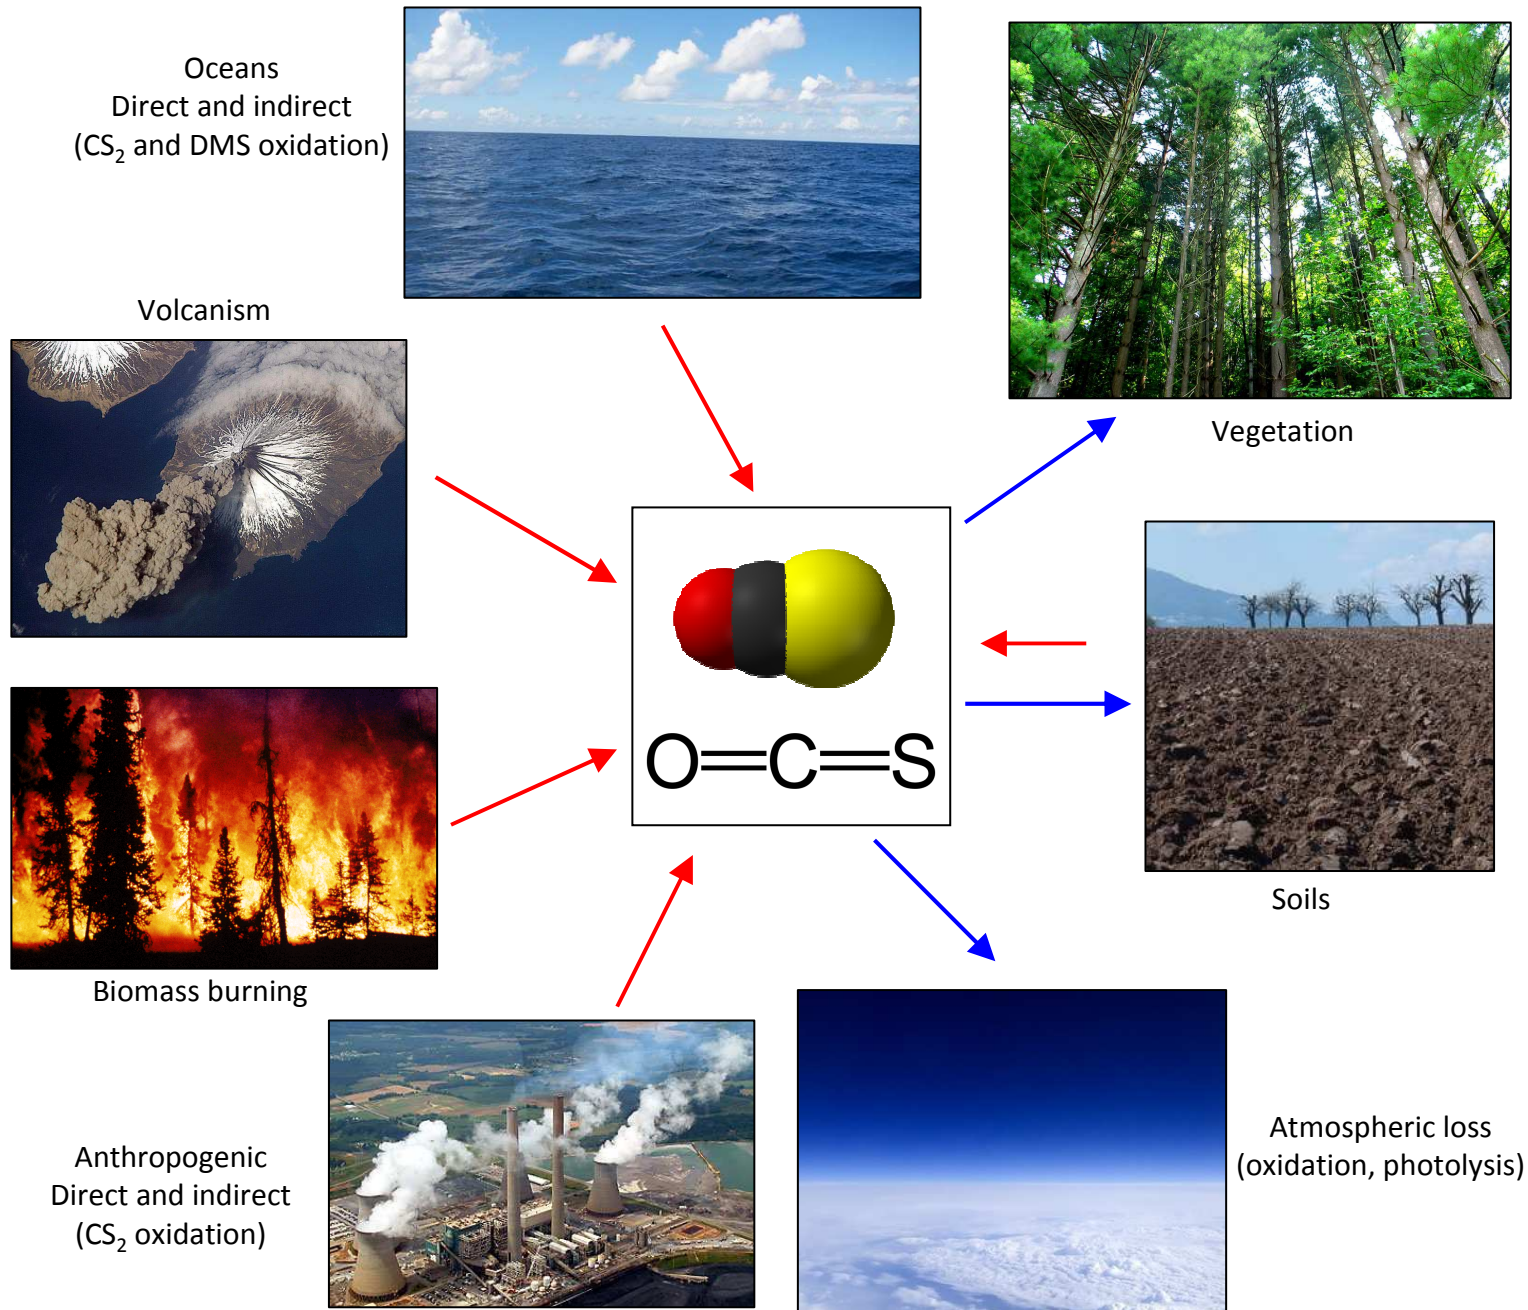 Oceans
Direct and indirect
(CS₂ and DMS oxidation)
Volcanism
Vegetation
O=C=S
Soils
Biomass burning
Anthropogenic
Direct and indirect
(CS₂ oxidation)
Atmospheric loss
(oxidation, photolysis)